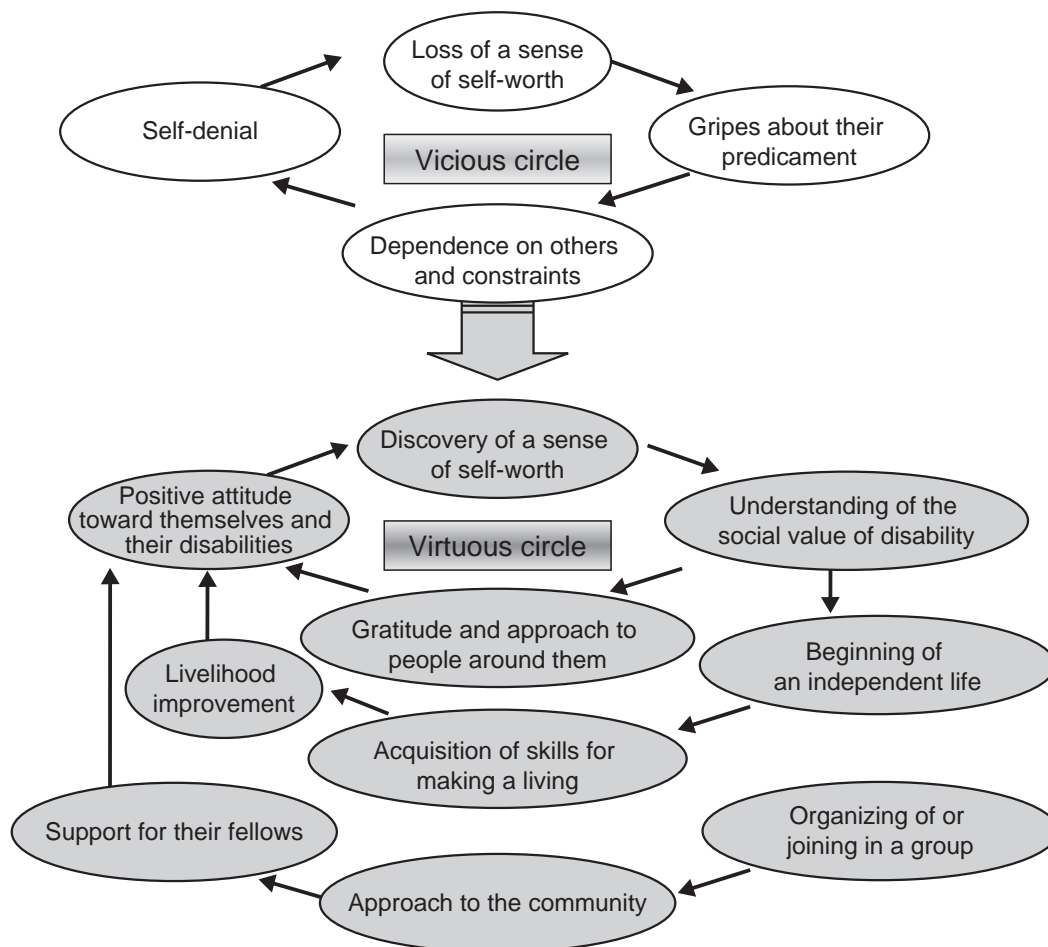 Loss of a sense
of self-worth
Self-denial
Gripes about their
predicament
Vicious circle
Dependence on others
and constraints
Discovery of a sense
of self-worth
Positive attitude
toward themselves and
their disabilities
Understanding of the
social value of disability
Virtuous circle
Gratitude and approach to
people around them
Beginning of
an independent life
Livelihood
improvement
Acquisition of skills for
making a living
Organizing of or
joining in a group
Support for their fellows
Approach to the community